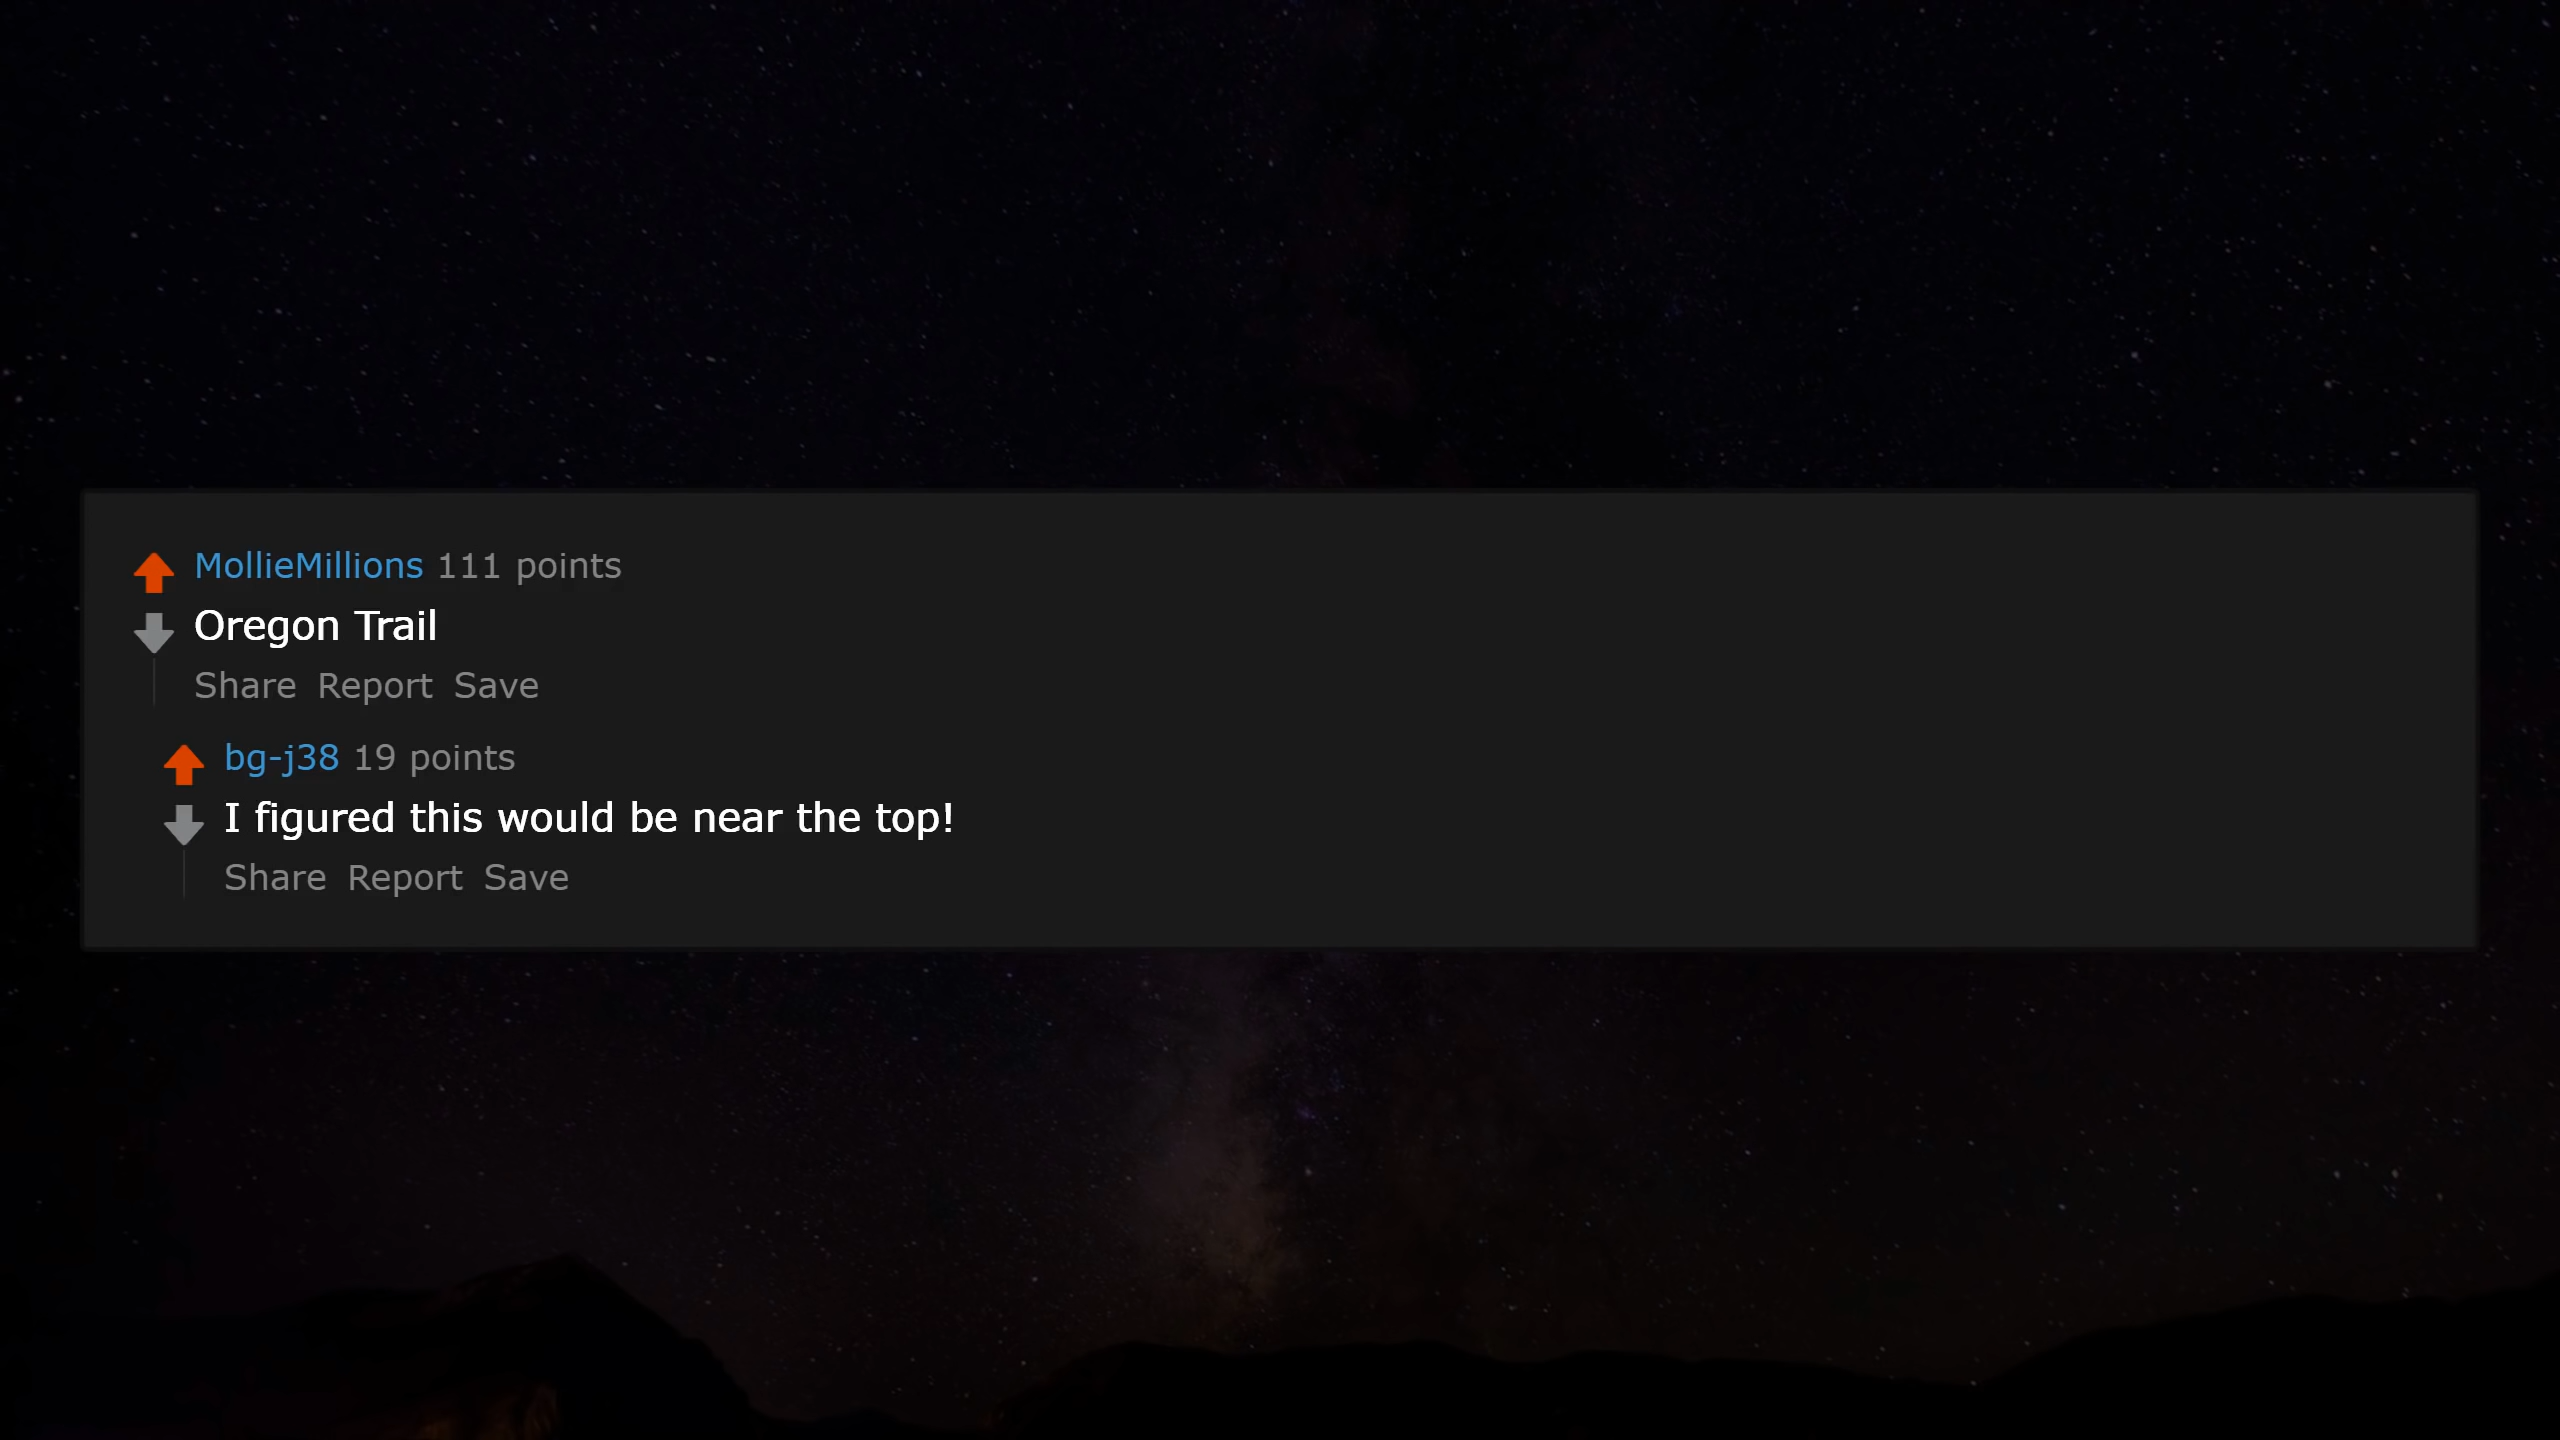 MollieMillions 111 points
Oregon Trail
Share Report Save
bg-j38 19 points
I figured this would be near the top!
Share Report Save